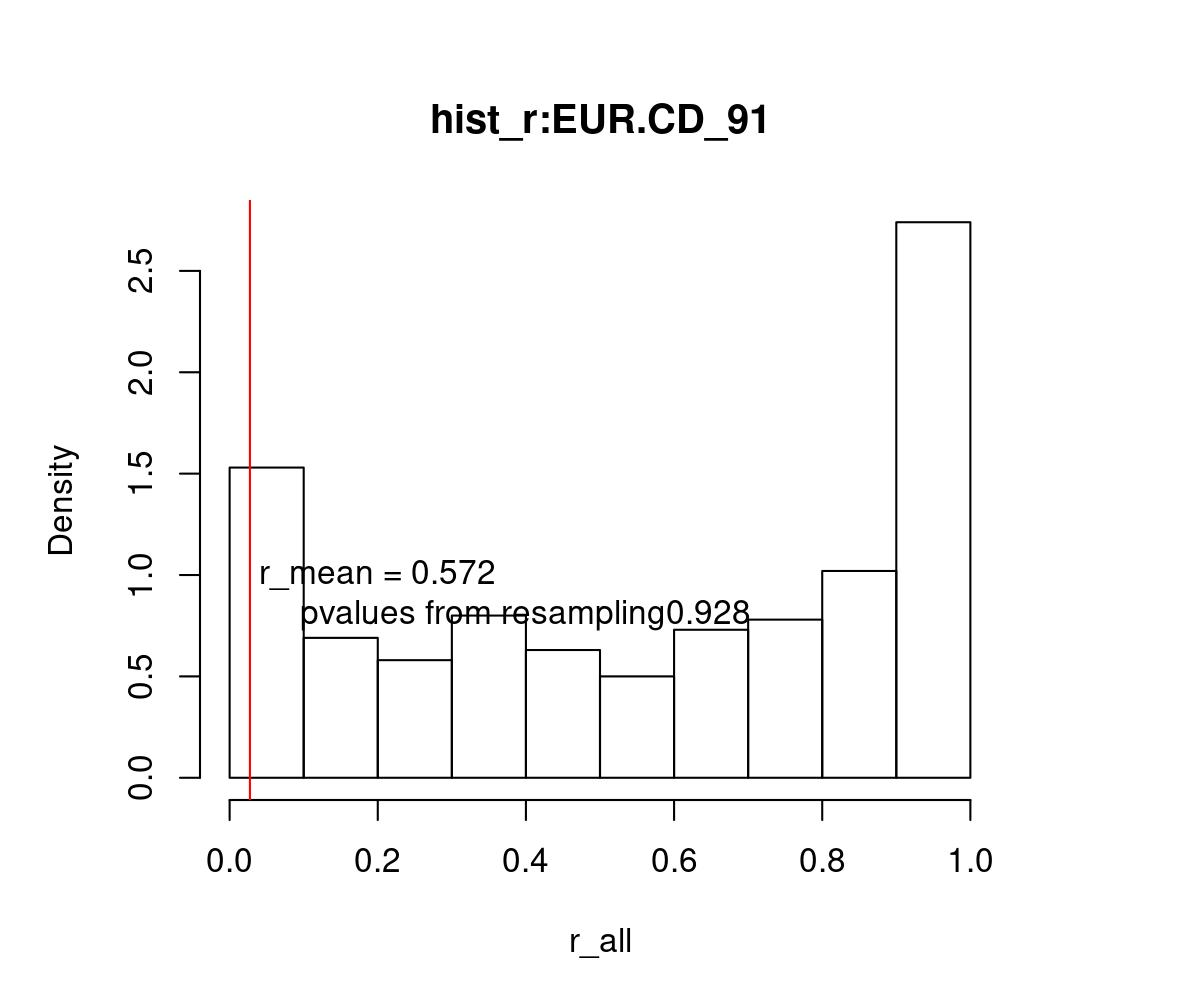 hist_r:EUR.CD_91
2.5
2.0
1.5
1.0
0.5
0.0
Density
r_mean = 0.572
pvalues from resampling0.928
0.0 0.2 0.4 0.6 0.8 1.0
r_all